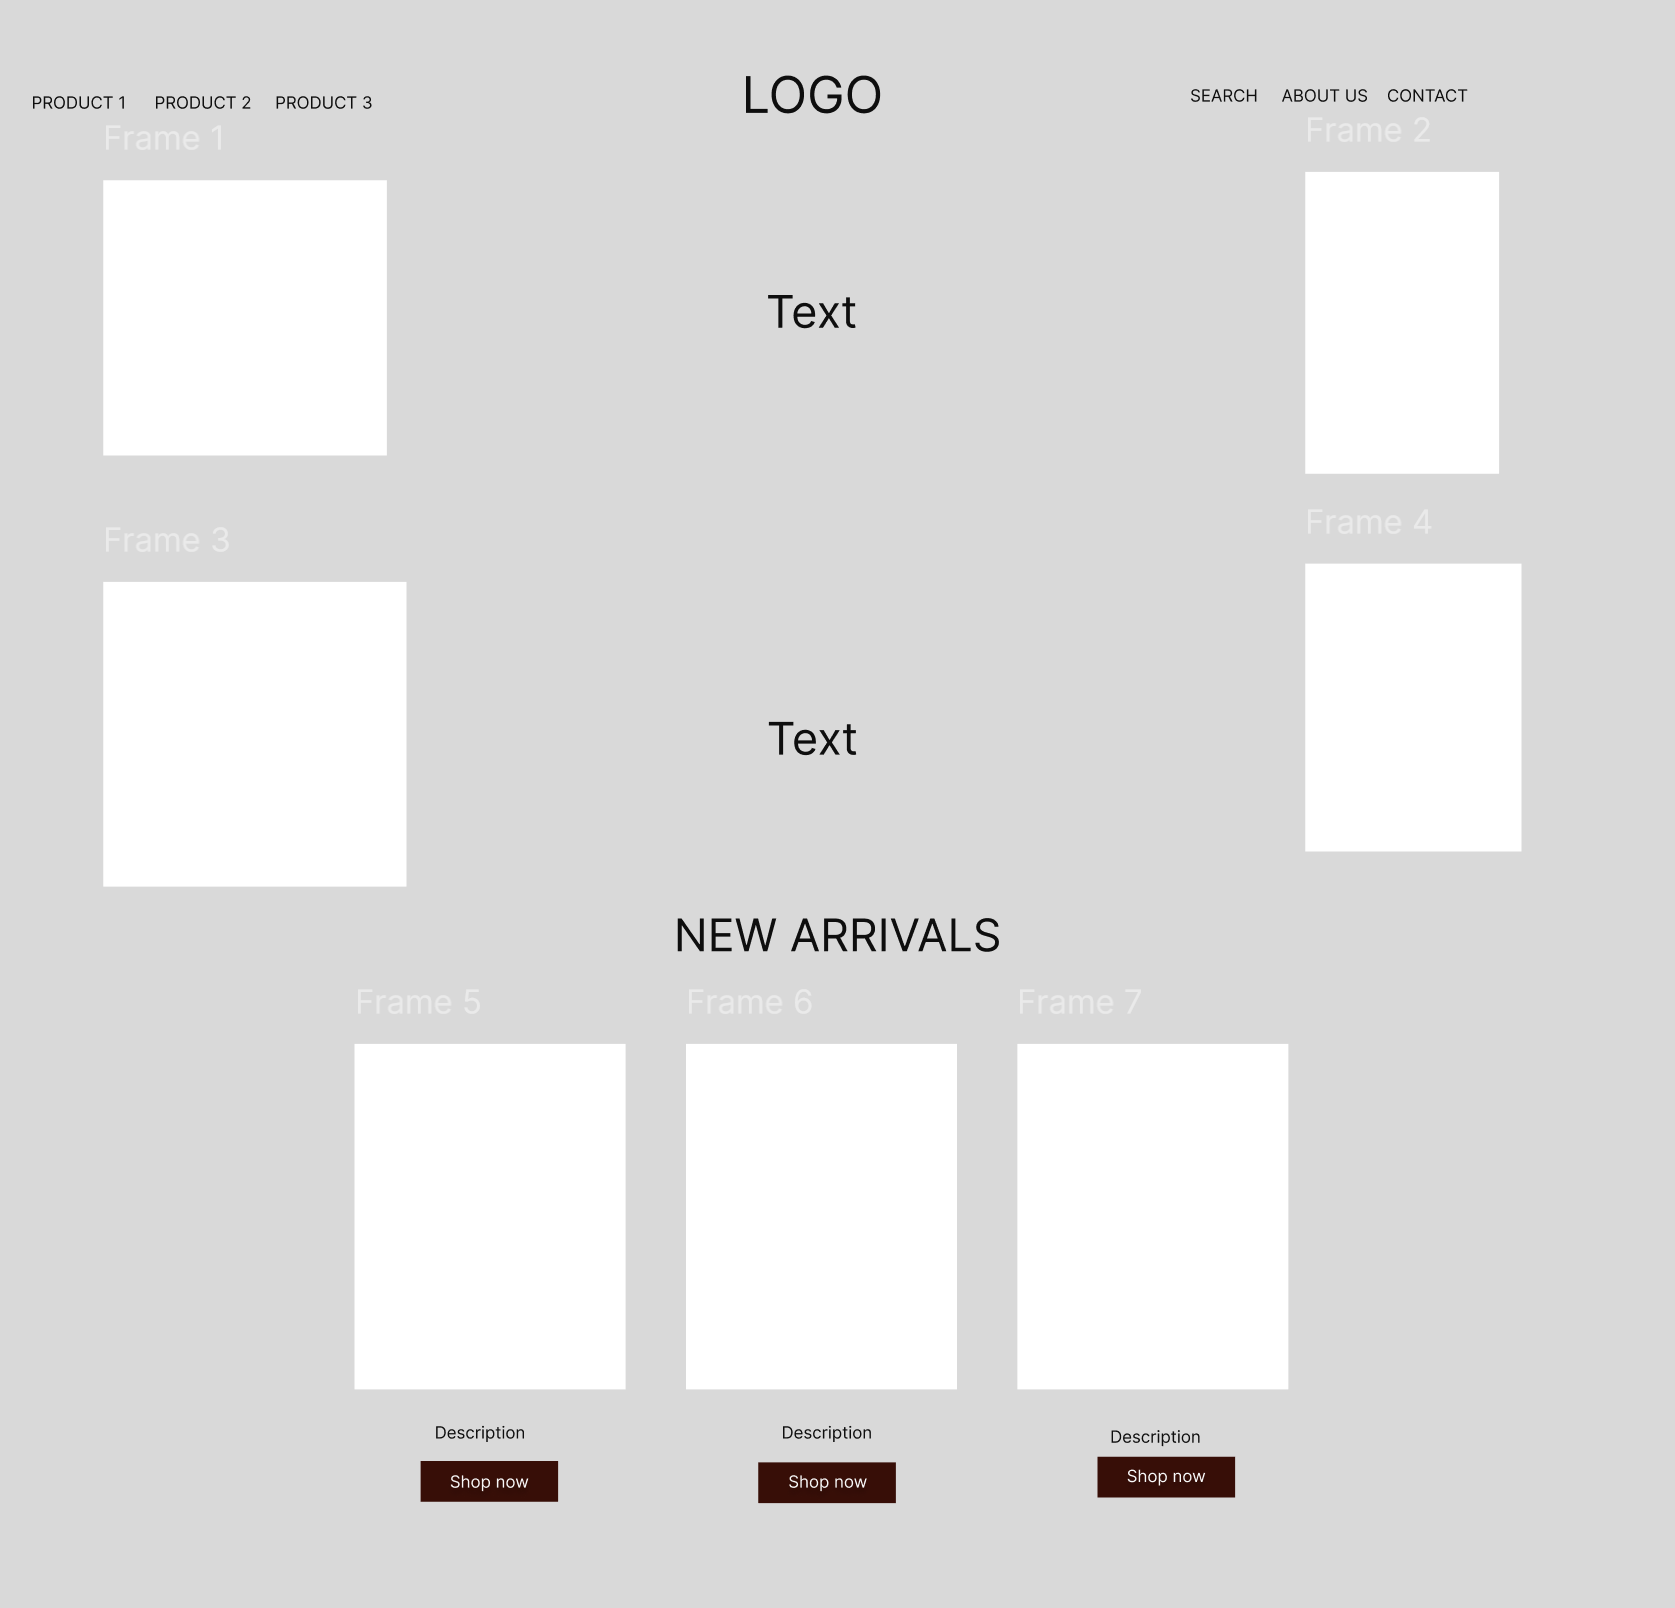 PRODUCT 1 PRODUCT 2 PRODUCT 3
LOGO
SEARCH ABOUT US CONTACT
Frame 1
Frame 2
Text
Frame 3
Frame 4
Text
NEW ARRIVALS
Frame 5
Frame 6
Frame 7
Description
Description
Description
Shop now
Shop now
Shop now